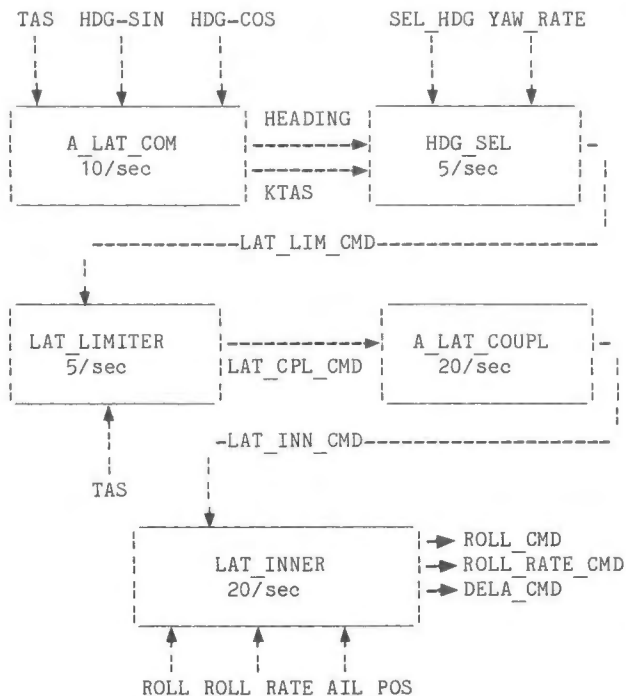 TAS HDG-SIN HDG-COS SEL_HDG YAW_RATE
HEADING
A_LAT_COM HDG_SEL
10/sec 5/sec
KTAS
LAT_LIM_CMD
LAT_LIMITER A_LAT_COUPL
5/sec LAT_CPL_CMD 20/sec
LAT_INN_CMD
TAS
ROLL_CMD
LAT_INNER ROLL_RATE_CMD
20/sec DELA_CMD
ROLL ROLL_RATE AIL_POS